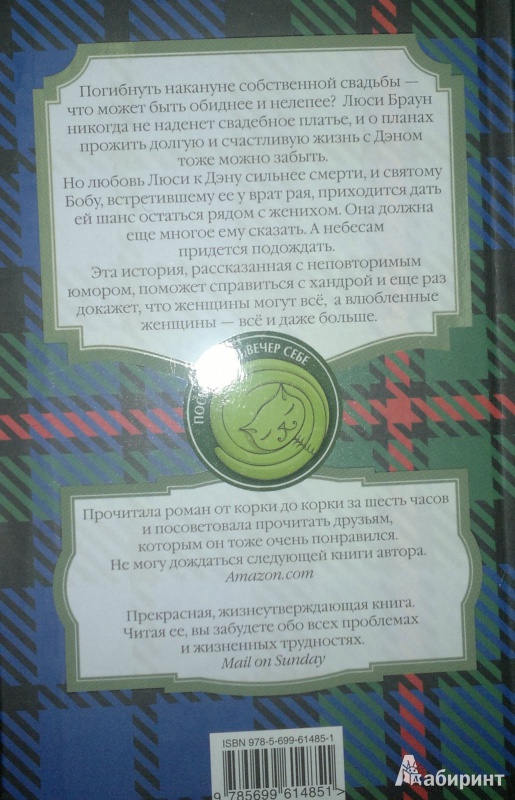 Погибнуть накануне собственной свадьбы —
что может быть обиднее и нелепее? Люси Браун
никогда не наденет свадебное платье, и о планах
прожить долгую и счастливую жизнь с Дэном
тоже можно забыть.
Но любовь Люси к Дэну сильнее смерти, и святому
Бобу, встретившему ее у врат рая, приходится дать
ей шанс остаться рядом с женихом. Она должна
еще многое ему сказать. А небесам
придется подождать.
Эта история, рассказанная с неповторимым
юмором, поможет справиться с хандрой и еще раз
докажет, что женщины могут всё, а влюбленные
женщины — всё и даже больше.
ВЕЧЕР СЕБЕ
Прочитала роман от корки до корки за шесть часов
и посоветовала прочитать друзьям,
которым он тоже очень понравился.
Не могу дождаться следующей книги автора.
Amazon.com
Прекрасная, жизнеутверждающая книга.
Читая ее, вы забудете обо всех проблемах
и жизненных трудностях.
Mail on Sunday
ISBN 978-5-699-61485-1
9 785699 614851 >
Лабиринт